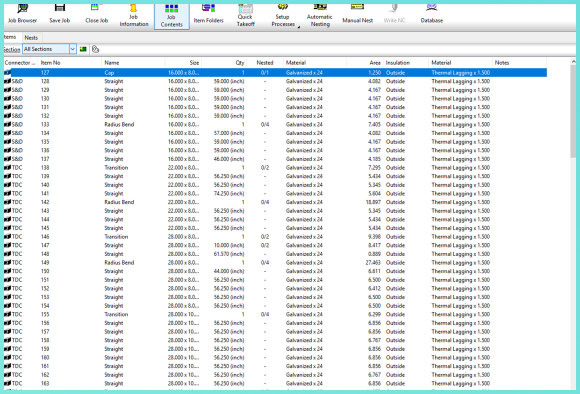 Job Browser Save Job Close Job Job Information Job Contents Item Folders Quick Takeoff Setup Processes Automatic Nesting Manual Nest Write NC Database
Items Nests
Section All Sections
Connector ... Item No Name Size Qty Nested Material Area Insulation Material Notes
127 Cap 16.000 x 8.0... 1 0/1 Galvanized x 24 1.250 Outside Thermal Lagging x 1.500
S&D 128 Straight 16.000 x 8.0... 59.000 (inch) - Galvanized x 24 4.082 Outside Thermal Lagging x 1.500
S&D 129 Straight 16.000 x 8.0... 59.000 (inch) - Galvanized x 24 4.167 Outside Thermal Lagging x 1.500
S&D 130 Straight 16.000 x 8.0... 59.000 (inch) - Galvanized x 24 4.167 Outside Thermal Lagging x 1.500
S&D 131 Straight 16.000 x 8.0... 59.000 (inch) - Galvanized x 24 4.167 Outside Thermal Lagging x 1.500
S&D 132 Straight 16.000 x 8.0... 59.000 (inch) - Galvanized x 24 4.167 Outside Thermal Lagging x 1.500
S&D 133 Radius Bend 16.000 x 8.0... 1 0/4 Galvanized x 24 7.405 Outside Thermal Lagging x 1.500
S&D 134 Straight 16.000 x 8.0... 57.000 (inch) - Galvanized x 24 4.082 Outside Thermal Lagging x 1.500
S&D 135 Straight 16.000 x 8.0... 59.000 (inch) - Galvanized x 24 4.167 Outside Thermal Lagging x 1.500
S&D 136 Straight 16.000 x 8.0... 59.000 (inch) - Galvanized x 24 4.167 Outside Thermal Lagging x 1.500
S&D 137 Straight 16.000 x 8.0... 46.000 (inch) - Galvanized x 24 4.185 Outside Thermal Lagging x 1.500
TDC 138 Transition 22.000 x 8.0... 1 0/2 Galvanized x 24 7.295 Outside Thermal Lagging x 1.500
TDC 139 Straight 22.000 x 8.0... 56.250 (inch) - Galvanized x 24 5.434 Outside Thermal Lagging x 1.500
TDC 140 Straight 22.000 x 8.0... 56.250 (inch) - Galvanized x 24 5.345 Outside Thermal Lagging x 1.500
TDC 141 Straight 22.000 x 8.0... 74.250 (inch) - Galvanized x 24 5.604 Outside Thermal Lagging x 1.500
TDC 142 Radius Bend 22.000 x 8.0... 1 0/4 Galvanized x 24 18.897 Outside Thermal Lagging x 1.500
TDC 143 Straight 22.000 x 8.0... 56.250 (inch) - Galvanized x 24 5.345 Outside Thermal Lagging x 1.500
TDC 144 Straight 22.000 x 8.0... 56.250 (inch) - Galvanized x 24 5.434 Outside Thermal Lagging x 1.500
TDC 145 Straight 22.000 x 8.0... 56.250 (inch) - Galvanized x 24 5.434 Outside Thermal Lagging x 1.500
TDC 146 Transition 28.000 x 8.0... 1 0/2 Galvanized x 24 9.398 Outside Thermal Lagging x 1.500
TDC 147 Straight 28.000 x 8.0... 10.000 (inch) 0/2 Galvanized x 24 8.417 Outside Thermal Lagging x 1.500
TDC 148 Straight 28.000 x 8.0... 61.570 (inch) - Galvanized x 24 0.889 Outside Thermal Lagging x 1.500
TDC 149 Radius Bend 28.000 x 8.0... 1 0/4 Galvanized x 24 27.463 Outside Thermal Lagging x 1.500
TDC 150 Straight 28.000 x 8.0... 44.000 (inch) - Galvanized x 24 6.611 Outside Thermal Lagging x 1.500
TDC 151 Straight 28.000 x 8.0... 56.250 (inch) - Galvanized x 24 6.500 Outside Thermal Lagging x 1.500
TDC 152 Straight 28.000 x 8.0... 56.250 (inch) - Galvanized x 24 6.412 Outside Thermal Lagging x 1.500
TDC 153 Straight 28.000 x 8.0... 56.250 (inch) - Galvanized x 24 6.500 Outside Thermal Lagging x 1.500
TDC 154 Straight 28.000 x 8.0... 56.250 (inch) - Galvanized x 24 6.500 Outside Thermal Lagging x 1.500
TDC 155 Transition 28.000 x 10.... 1 0/4 Galvanized x 24 6.299 Outside Thermal Lagging x 1.500
TDC 156 Straight 28.000 x 10.... 56.250 (inch) - Galvanized x 24 6.856 Outside Thermal Lagging x 1.500
TDC 157 Straight 28.000 x 10.... 56.250 (inch) - Galvanized x 24 6.856 Outside Thermal Lagging x 1.500
TDC 158 Straight 28.000 x 10.... 56.250 (inch) - Galvanized x 24 6.767 Outside Thermal Lagging x 1.500
TDC 159 Straight 28.000 x 10.... 56.250 (inch) - Galvanized x 24 6.856 Outside Thermal Lagging x 1.500
TDC 160 Straight 28.000 x 10.... 56.250 (inch) - Galvanized x 24 6.856 Outside Thermal Lagging x 1.500
TDC 161 Straight 28.000 x 10.... 56.250 (inch) - Galvanized x 24 6.856 Outside Thermal Lagging x 1.500
TDC 162 Straight 28.000 x 10.... 56.250 (inch) - Galvanized x 24 6.767 Outside Thermal Lagging x 1.500
TDC 163 Straight 28.000 x 10.... 56.250 (inch) - Galvanized x 24 6.856 Outside Thermal Lagging x 1.500